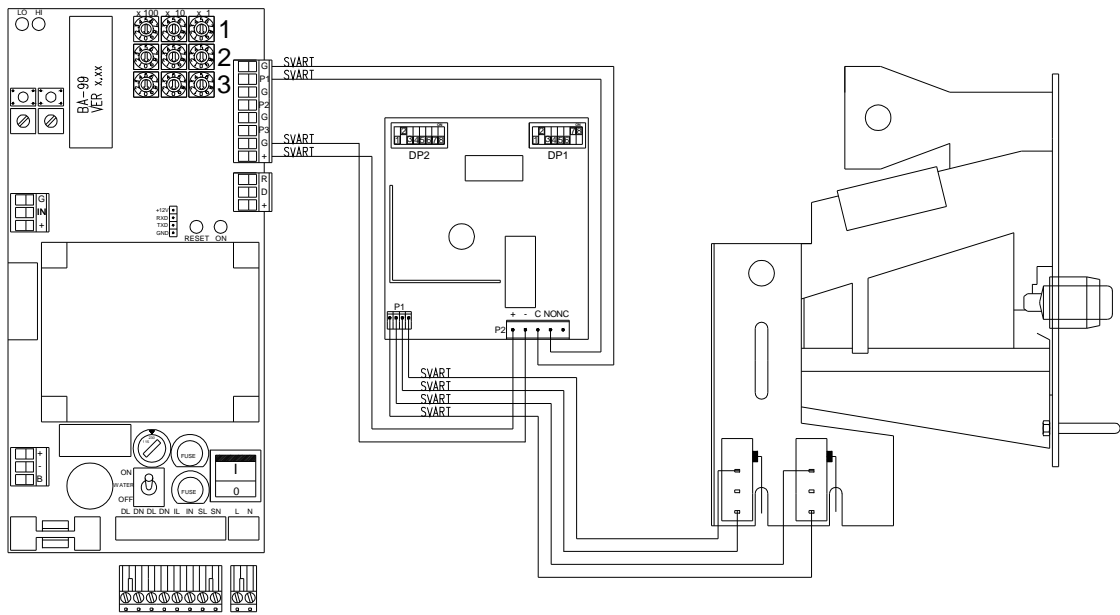 LO HI
x 100 x 10 x 1
1
2
3
BA-99
VER x.xx
G
P1
G
P2
G
P3
G
+
SVART
SVART
SVART
SVART
R
D
+
G
IN
+
+12V
RXD
TXD
GND
RESET ON
DP2
DP1
P1
P2
+ - C NO NC
SVART
SVART
SVART
SVART
+
-
B
FUSE
FUSE
ON
WATER
OFF
I
0
DL DN DL DN IL IN SL SN L N